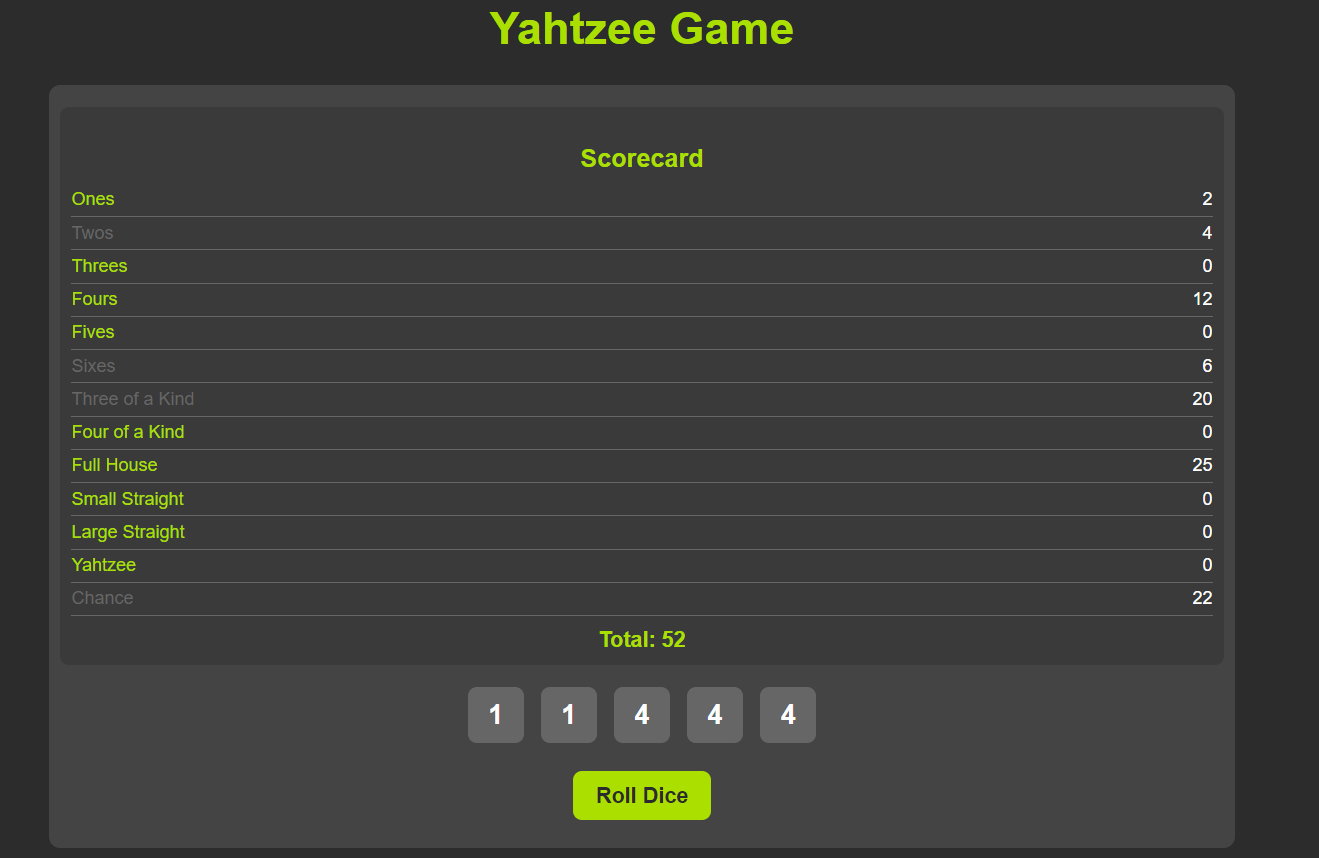 Yahtzee Game
Scorecard
Ones 2
Twos 4
Threes 0
Fours 12
Fives 0
Sixes 6
Three of a Kind 20
Four of a Kind 0
Full House 25
Small Straight 0
Large Straight 0
Yahtzee 0
Chance 22
Total: 52
1 1 4 4 4
Roll Dice